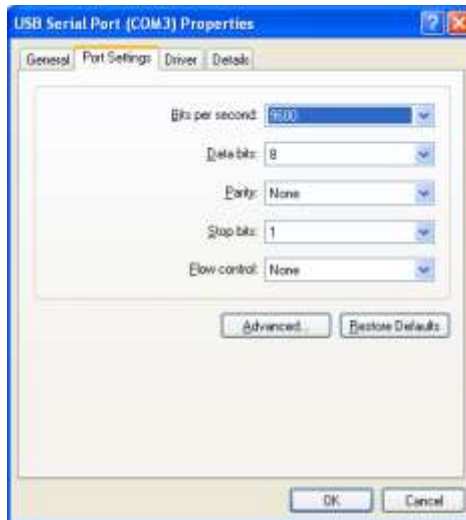 USB Serial Port (COM3) Properties
General Port Settings Driver Details
Bits per second: 9600
Data bits: 8
Parity: None
Stop bits: 1
Flow control: None
Advanced... Restore Defaults
OK Cancel